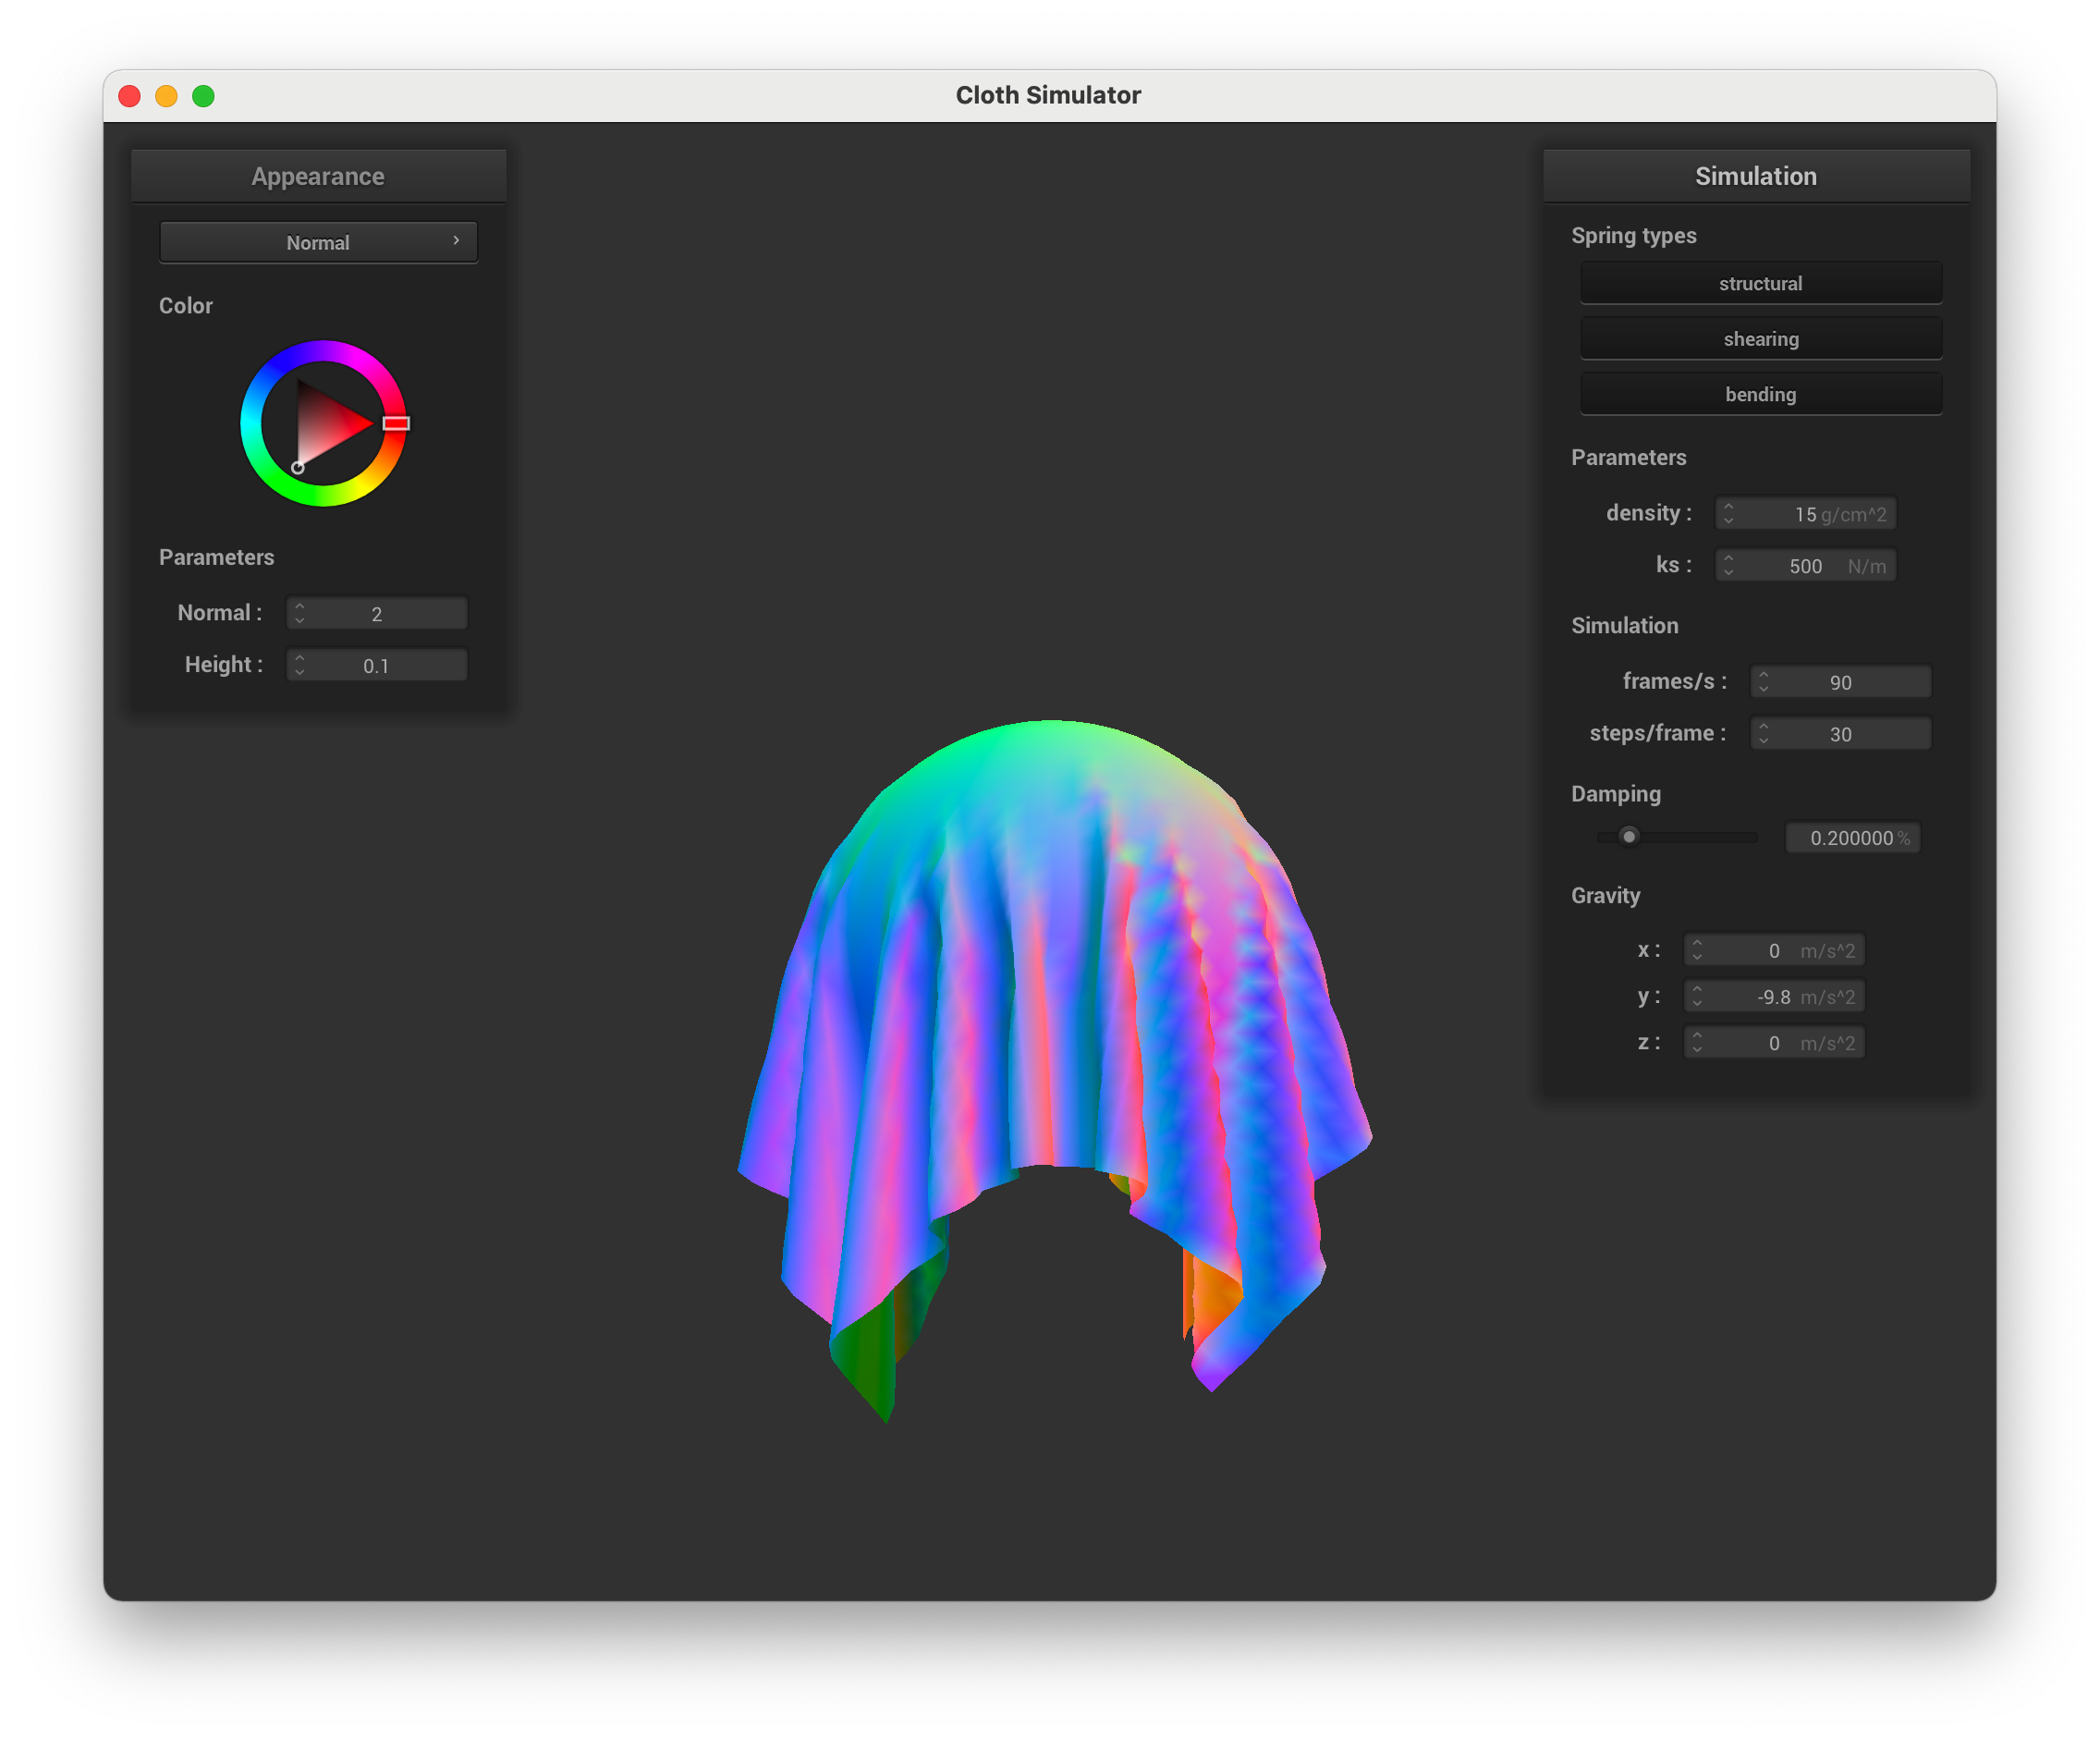 Cloth Simulator
Appearance
Normal
Color
Parameters
Normal : 2
Height : 0.1
Simulation
Spring types
structural
shearing
bending
Parameters
density : 15 g/cm^2
ks : 500 N/m
Simulation
frames/s : 90
steps/frame : 30
Damping
0.200000 %
Gravity
x : 0 m/s^2
y : -9.8 m/s^2
z : 0 m/s^2